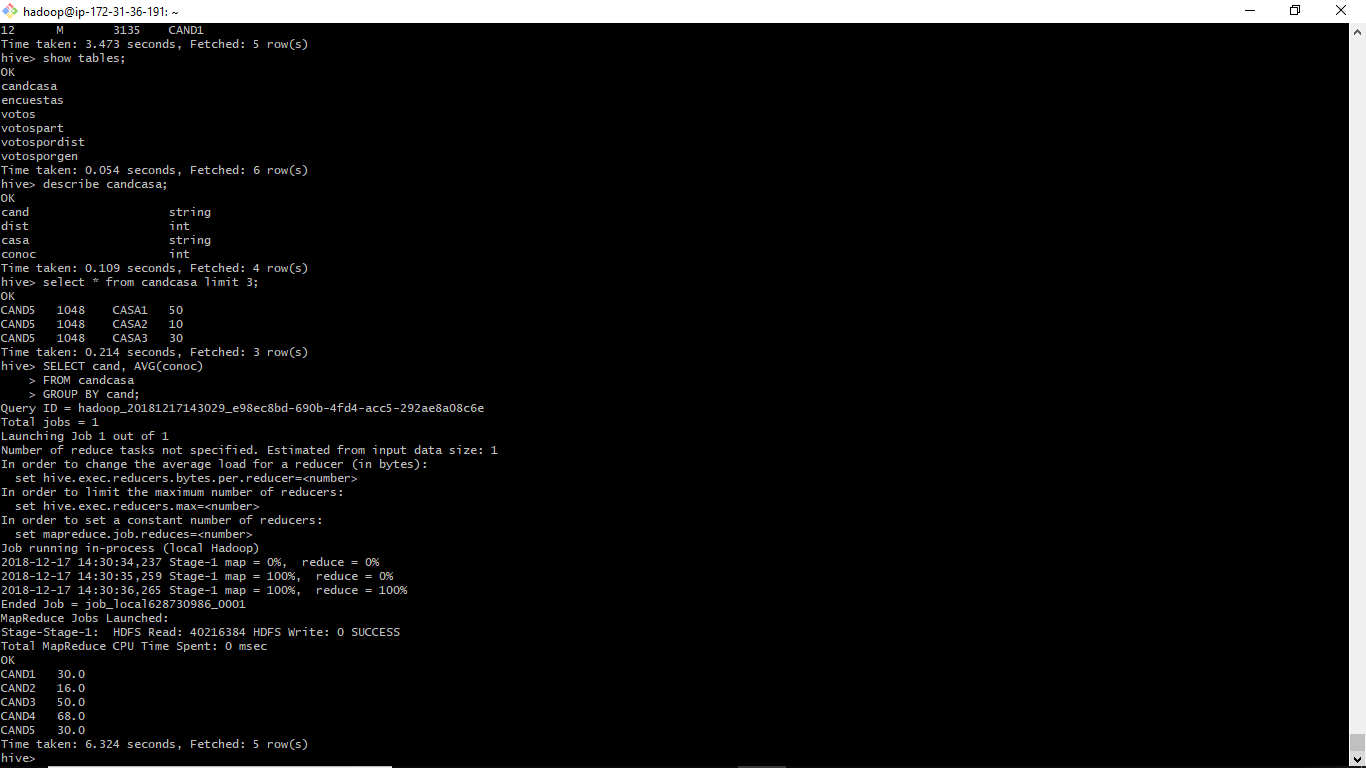 hadoop@ip-172-31-36-191: ~
12      M       3135    CAND1
Time taken: 3.473 seconds, Fetched: 5 row(s)
hive> show tables;
OK
candcasa
encuestas
votos
votospart
votospordist
votosporgen
Time taken: 0.054 seconds, Fetched: 6 row(s)
hive> describe candcasa;
OK
cand                    string
dist                    int
casa                    string
conoc                   int
Time taken: 0.109 seconds, Fetched: 4 row(s)
hive> select * from candcasa limit 3;
OK
CAND5   1048    CASA1   50
CAND5   1048    CASA2   10
CAND5   1048    CASA3   30
Time taken: 0.214 seconds, Fetched: 3 row(s)
hive> SELECT cand, AVG(conoc)
    > FROM candcasa
    > GROUP BY cand;
Query ID = hadoop_20181217143029_e98ec8bd-690b-4fd4-acc5-292ae8a08c6e
Total jobs = 1
Launching Job 1 out of 1
Number of reduce tasks not specified. Estimated from input data size: 1
In order to change the average load for a reducer (in bytes):
  set hive.exec.reducers.bytes.per.reducer=<number>
In order to limit the maximum number of reducers:
  set hive.exec.reducers.max=<number>
In order to set a constant number of reducers:
  set mapreduce.job.reduces=<number>
Job running in-process (local Hadoop)
2018-12-17 14:30:34,237 Stage-1 map = 0%,  reduce = 0%
2018-12-17 14:30:35,259 Stage-1 map = 100%,  reduce = 0%
2018-12-17 14:30:36,265 Stage-1 map = 100%,  reduce = 100%
Ended Job = job_local628730986_0001
MapReduce Jobs Launched:
Stage-Stage-1:  HDFS Read: 40216384 HDFS Write: 0 SUCCESS
Total MapReduce CPU Time Spent: 0 msec
OK
CAND1   30.0
CAND2   16.0
CAND3   50.0
CAND4   68.0
CAND5   30.0
Time taken: 6.324 seconds, Fetched: 5 row(s)
hive>